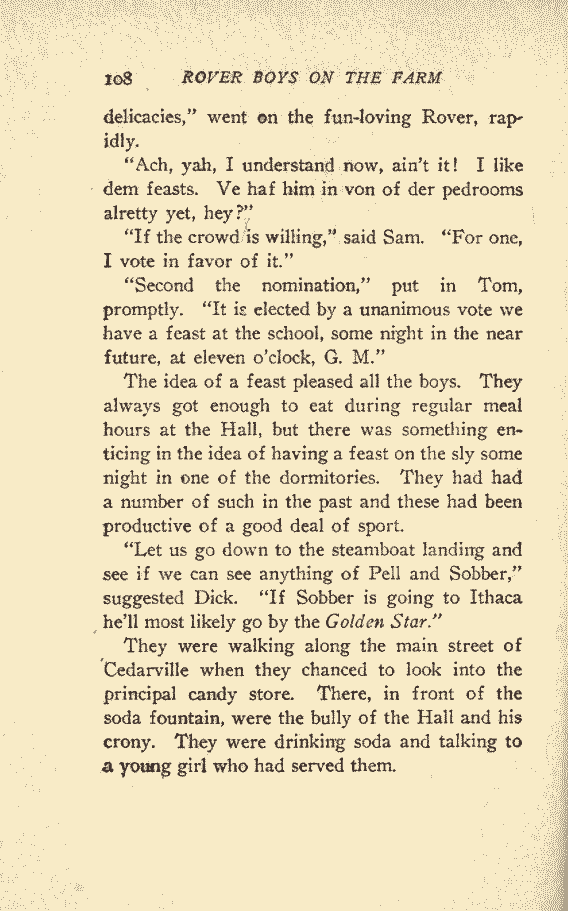 108 ROVER BOYS ON THE FARM
delicacies,” went on the fun-loving Rover, rap-
idly.
“Ach, yah, I understand now, ain’t it! I like
dem feasts. Ve haf him in von of der pedrooms
alretty yet, hey?”
“If the crowd is willing,” said Sam. “For one,
I vote in favor of it.”
“Second the nomination,” put in Tom,
promptly. “It is elected by a unanimous vote we
have a feast at the school, some night in the near
future, at eleven o’clock, G. M.”
The idea of a feast pleased all the boys. They
always got enough to eat during regular meal
hours at the Hall, but there was something en-
ticing in the idea of having a feast on the sly some
night in one of the dormitories. They had had
a number of such in the past and these had been
productive of a good deal of sport.
“Let us go down to the steamboat landing and
see if we can see anything of Pell and Sobber,”
suggested Dick. “If Sobber is going to Ithaca
he’ll most likely go by the Golden Star.”
They were walking along the main street of
Cedarville when they chanced to look into the
principal candy store. There, in front of the
soda fountain, were the bully of the Hall and his
crony. They were drinking soda and talking to
a young girl who had served them.